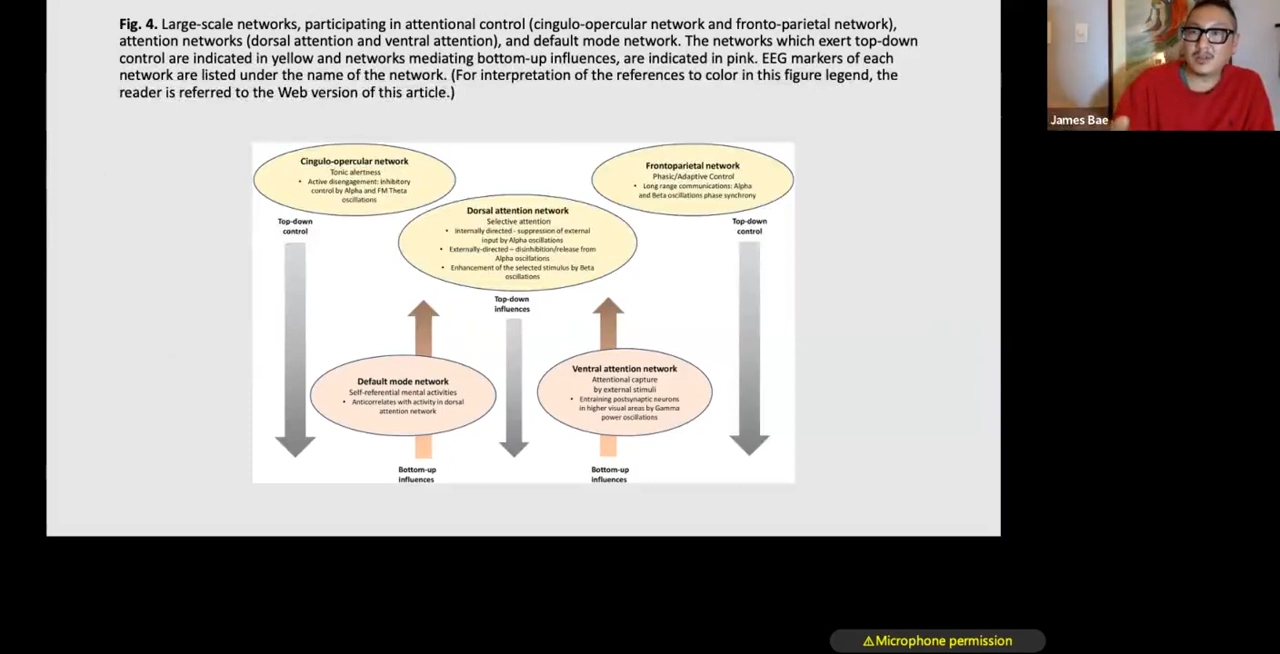 Fig. 4. Large-scale networks, participating in attentional control (cingulo-opercular network and fronto-parietal network),
attention networks (dorsal attention and ventral attention), and default mode network. The networks which exert top-down
control are indicated in yellow and networks mediating bottom-up influences, are indicated in pink. EEG markers of each
network are listed under the name of the network. (For interpretation of the references to color in this figure legend, the
reader is referred to the Web version of this article.)
James Bae
Cingulo-opercular network
Tonic alertness
• Active disengagement: inhibitory
control by Alpha and FM Theta
oscillations
Frontoparietal network
Phasic/Adaptive Control
• Long range communications: Alpha
and Beta oscillations phase synchrony
Dorsal attention network
Selective attention
• Internally directed - suppression of external
input by Alpha oscillations
• Externally-directed – disinhibition/release from
Alpha oscillations
• Enhancement of the selected stimulus by Beta
oscillations
Top-down
control
Top-down
control
Top-down
influences
Default mode network
Self-referential mental activities
• Anticorrelates with activity in dorsal
attention network
Ventral attention network
Attentional capture
by external stimuli
• Entraining postsynaptic neurons
in higher visual areas by Gamma
power oscillations
Bottom-up
influences
Bottom-up
influences
⚠Microphone permission